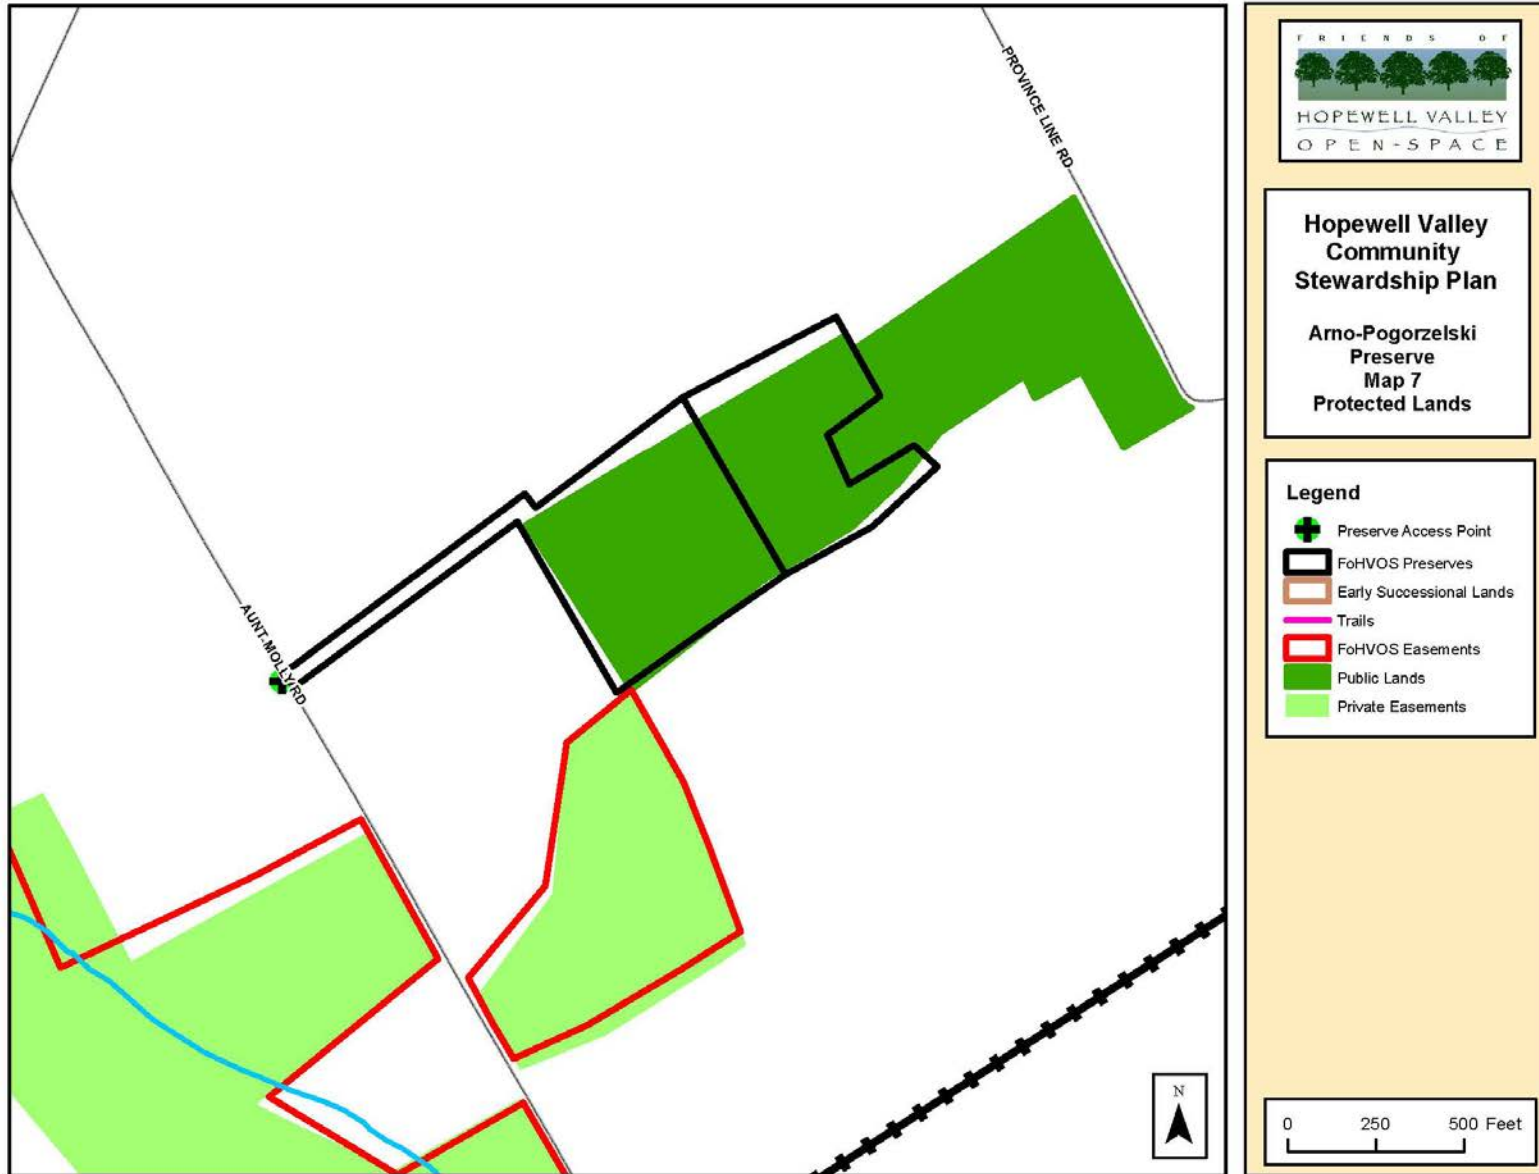 PROVINCE LINE RD
AUNT MOLLY RD
N
FRIENDS OF
HOPEWELL VALLEY
OPEN-SPACE
Hopewell Valley
Community
Stewardship Plan
Arno-Pogorzelski
Preserve
Map 7
Protected Lands
Legend
Preserve Access Point
FoHVOS Preserves
Early Successional Lands
Trails
FoHVOS Easements
Public Lands
Private Easements
0 250 500 Feet